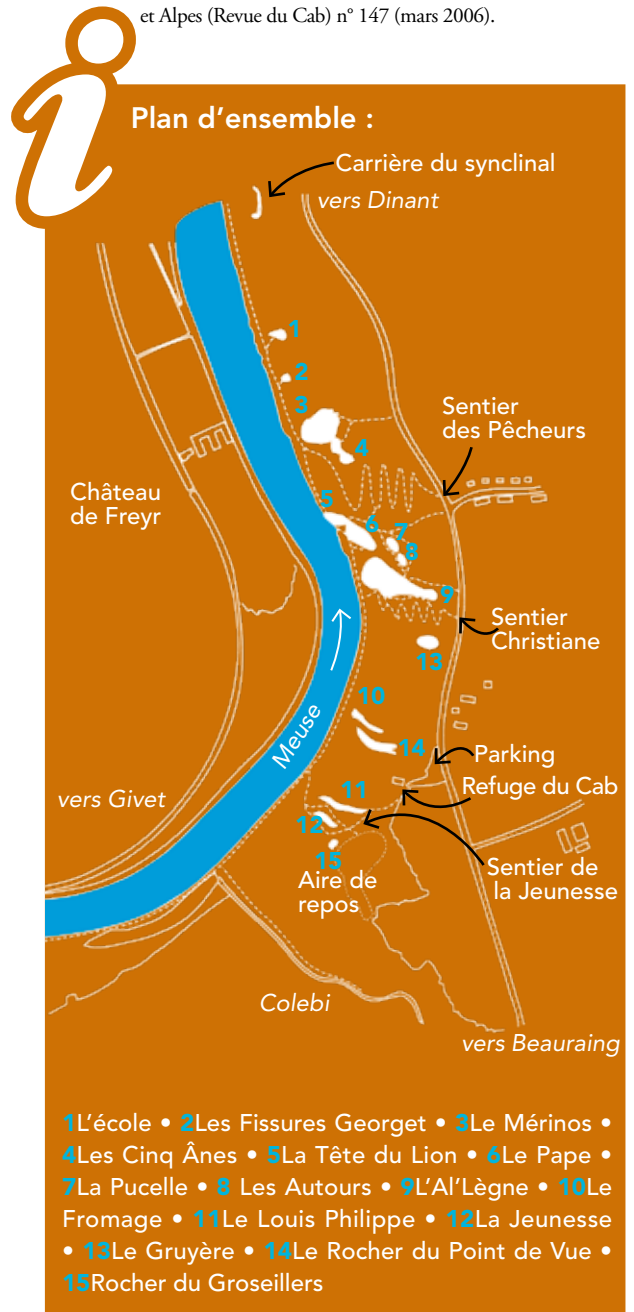 et Alpes (Revue du Cab) n° 147 (mars 2006).
i
Plan d'ensemble :
Carrière du synclinal
vers Dinant
1
2
3
Sentier
des Pêcheurs
4
Château
de Freyr
5
6
7
8
9
Sentier
Christiane
13
10
Meuse
14
Parking
Refuge du Cab
vers Givet
11
12
15
Sentier de
la Jeunesse
Aire de
repos
Colebi
vers Beauraing
1L'école • 2Les Fissures Georget • 3Le Mérinos •
4Les Cinq Ânes • 5La Tête du Lion • 6Le Pape •
7La Pucelle • 8 Les Autours • 9L'Al'Lègne • 10Le
Fromage • 11Le Louis Philippe • 12La Jeunesse
• 13Le Gruyère • 14Le Rocher du Point de Vue •
15Rocher du Groseillers